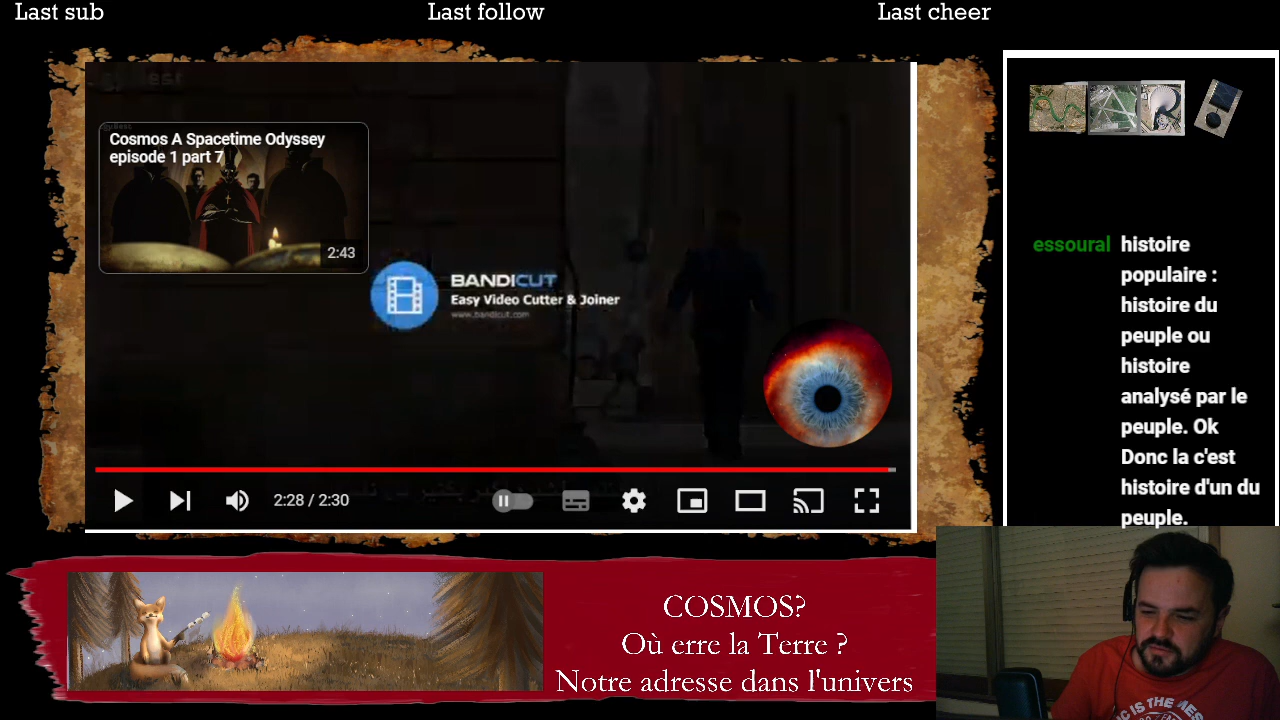 Last sub
Last follow
Last cheer
Cosmos A Spacetime Odyssey
episode 1 part 7
2:43
BANDICUT
Easy Video Cutter & Joiner
www.bandicut.com
2:28 / 2:30
essoural histoire
populaire :
histoire du
peuple ou
histoire
analysé par le
peuple. Ok
Donc la c'est
histoire d'un du
peuple.
COSMOS?
Où erre la Terre ?
Notre adresse dans l'univers
IS THE